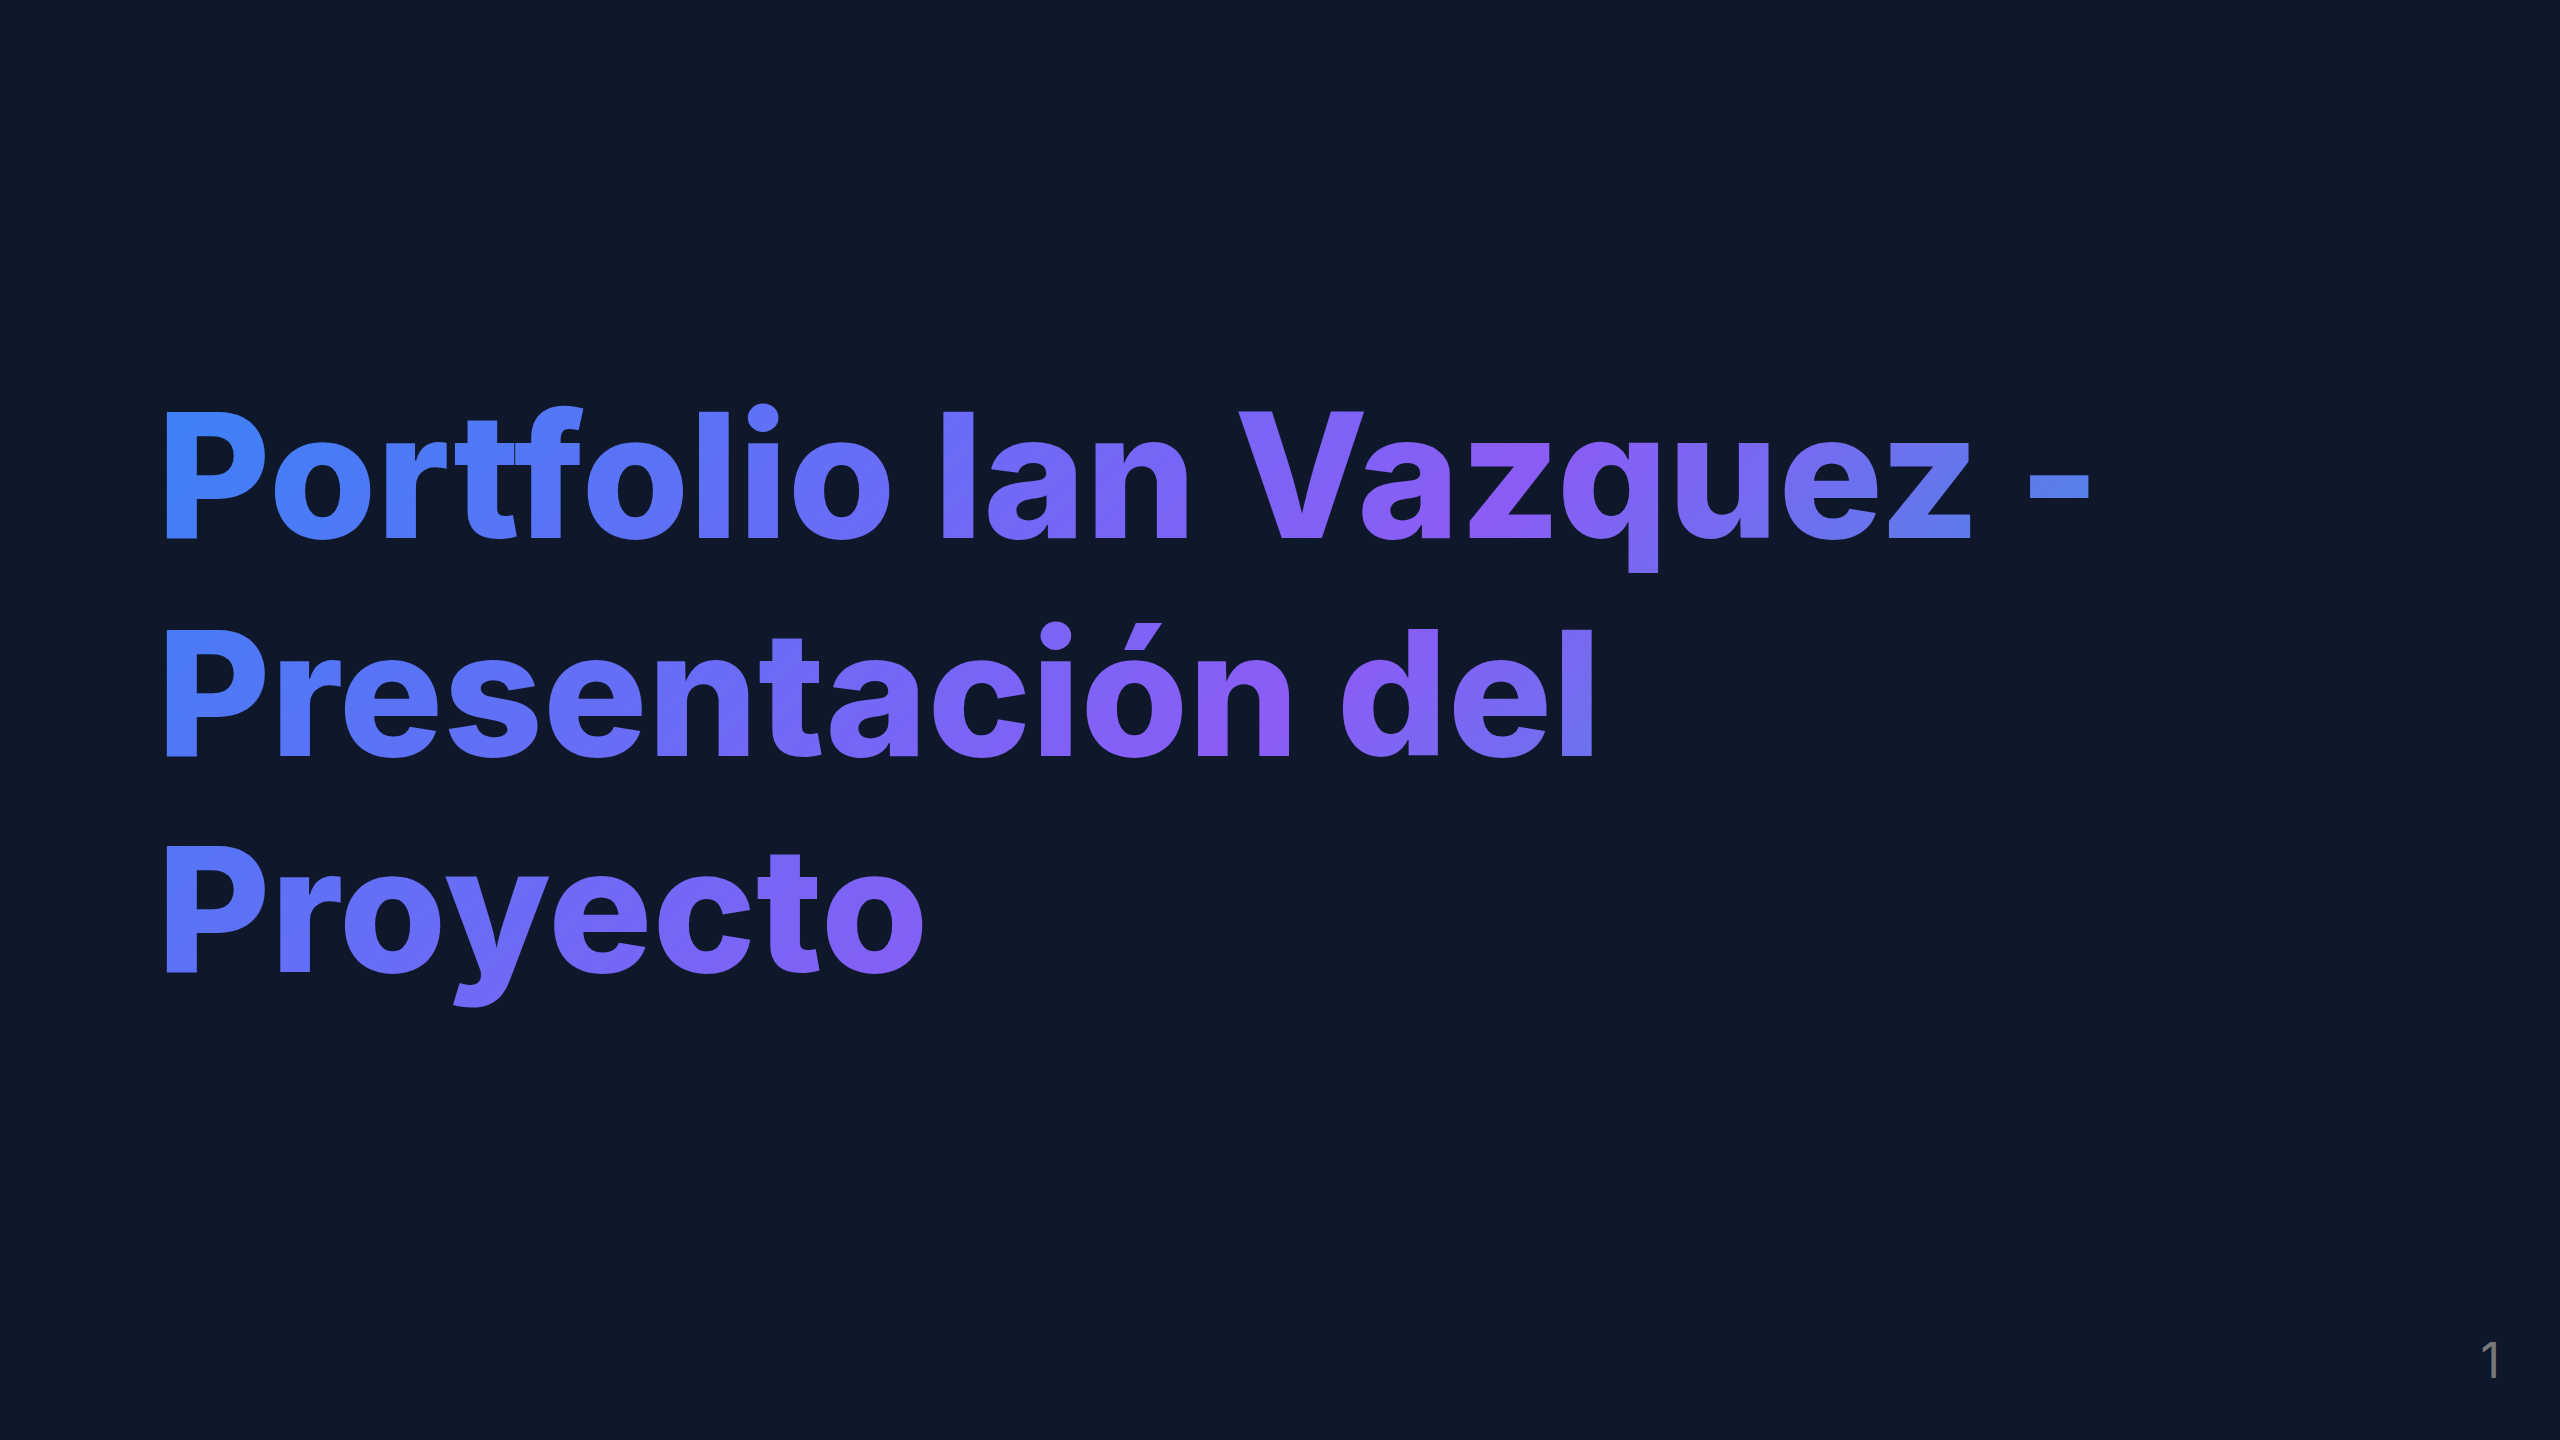 Portfolio Ian Vazquez -
Presentación del
Proyecto
1